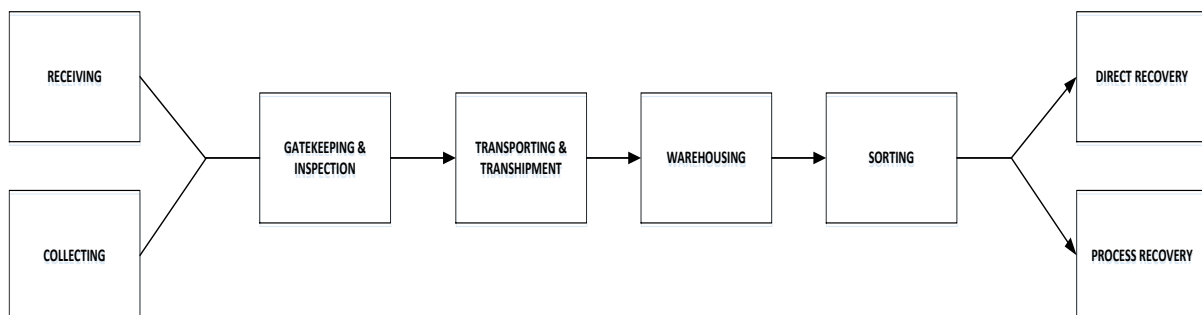 RECEIVING
COLLECTING
GATEKEEPING &
INSPECTION
TRANSPORTING &
TRANSHIPMENT
WAREHOUSING
SORTING
DIRECT RECOVERY
PROCESS RECOVERY